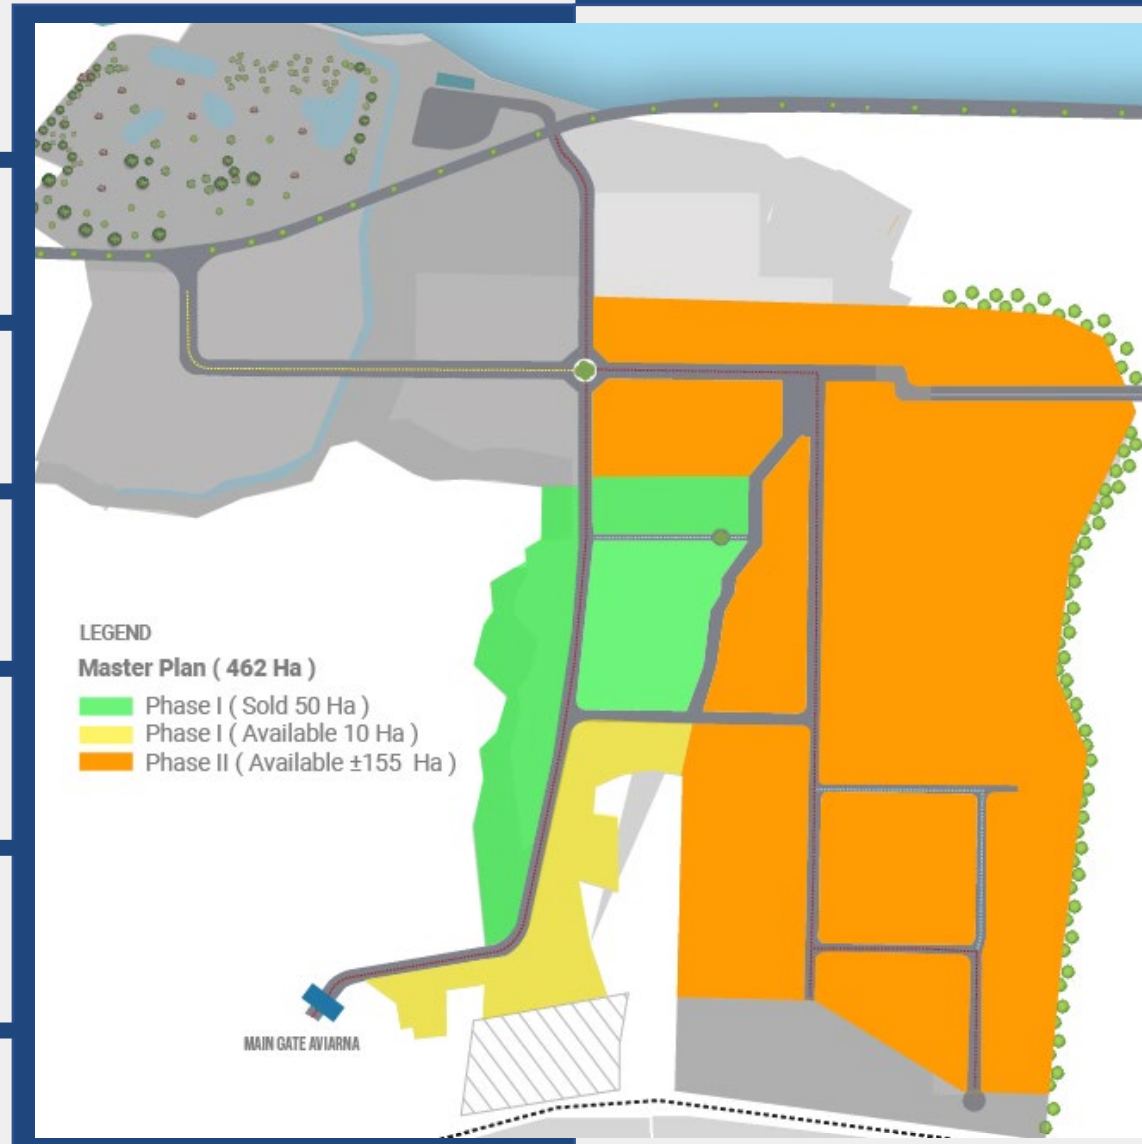 LEGEND
Master Plan ( 462 Ha )
Phase I ( Sold 50 Ha )
Phase I ( Available 10 Ha )
Phase II ( Available ±155 Ha )
MAIN GATE AVIARNA